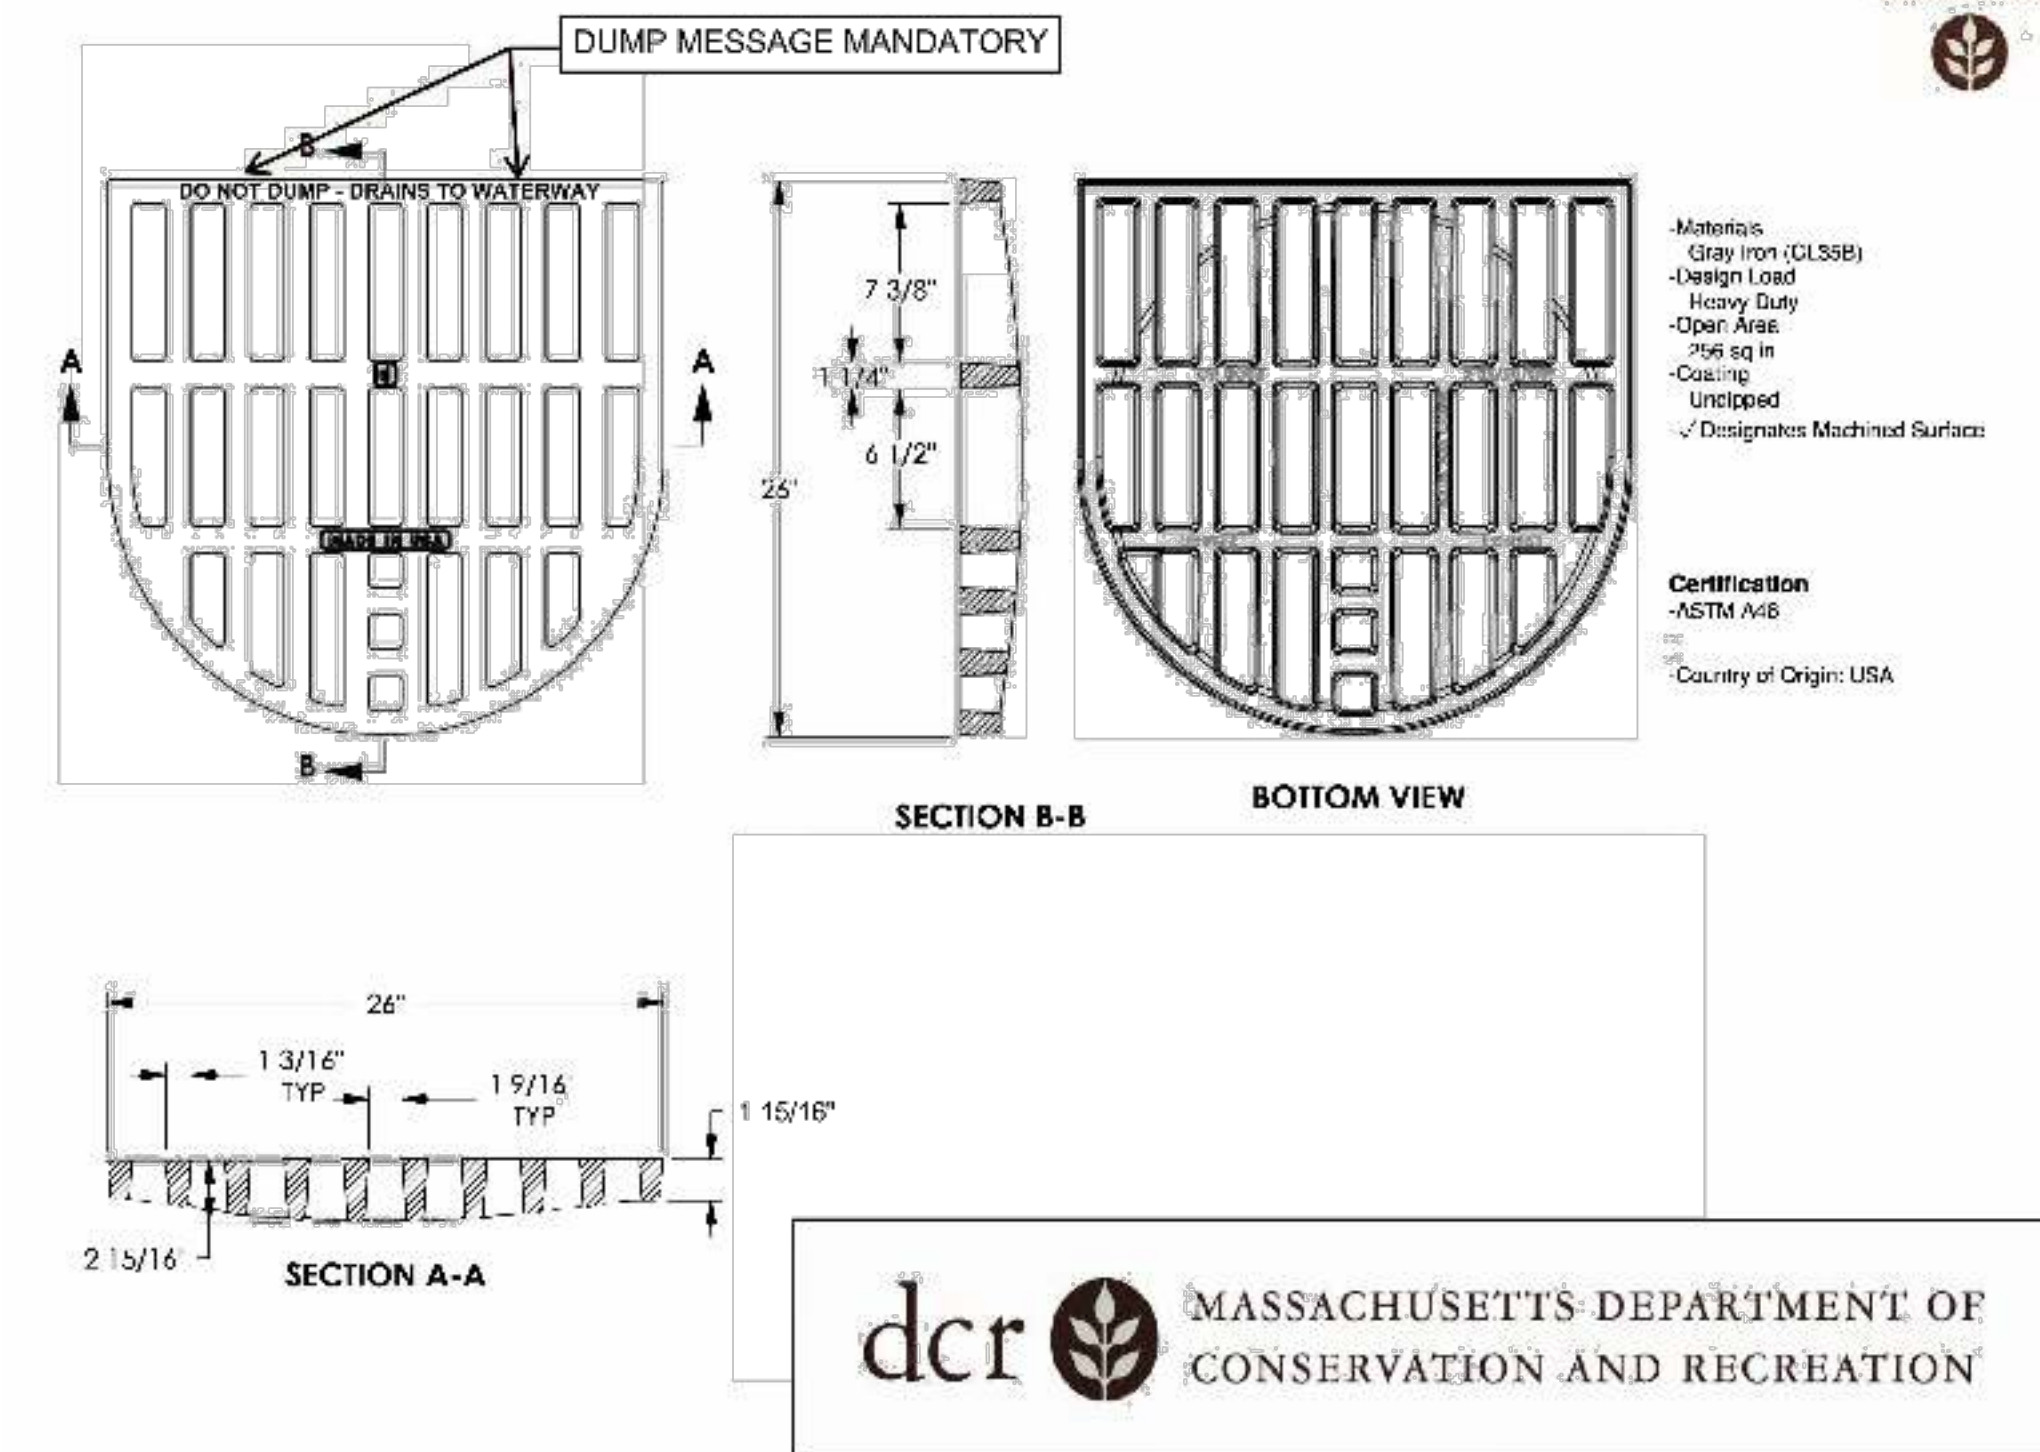 DUMP MESSAGE MANDATORY
B
DO NOT DUMP - DRAINS TO WATERWAY
A
A
MADE IN USA
B
7 3/8"
1 1/4"
6 1/2"
26"
SECTION B-B
BOTTOM VIEW
-Materials
Gray Iron (CL35B)
-Design Load
Heavy Duty
-Open Area
256 sq in
-Coating
Undipped
✓ Designates Machined Surface
Certification
-ASTM A48
-Country of Origin: USA
26"
1 3/16"
TYP
1 9/16
TYP
1 15/16"
2 15/16"
SECTION A-A
dcr
MASSACHUSETTS DEPARTMENT OF
CONSERVATION AND RECREATION